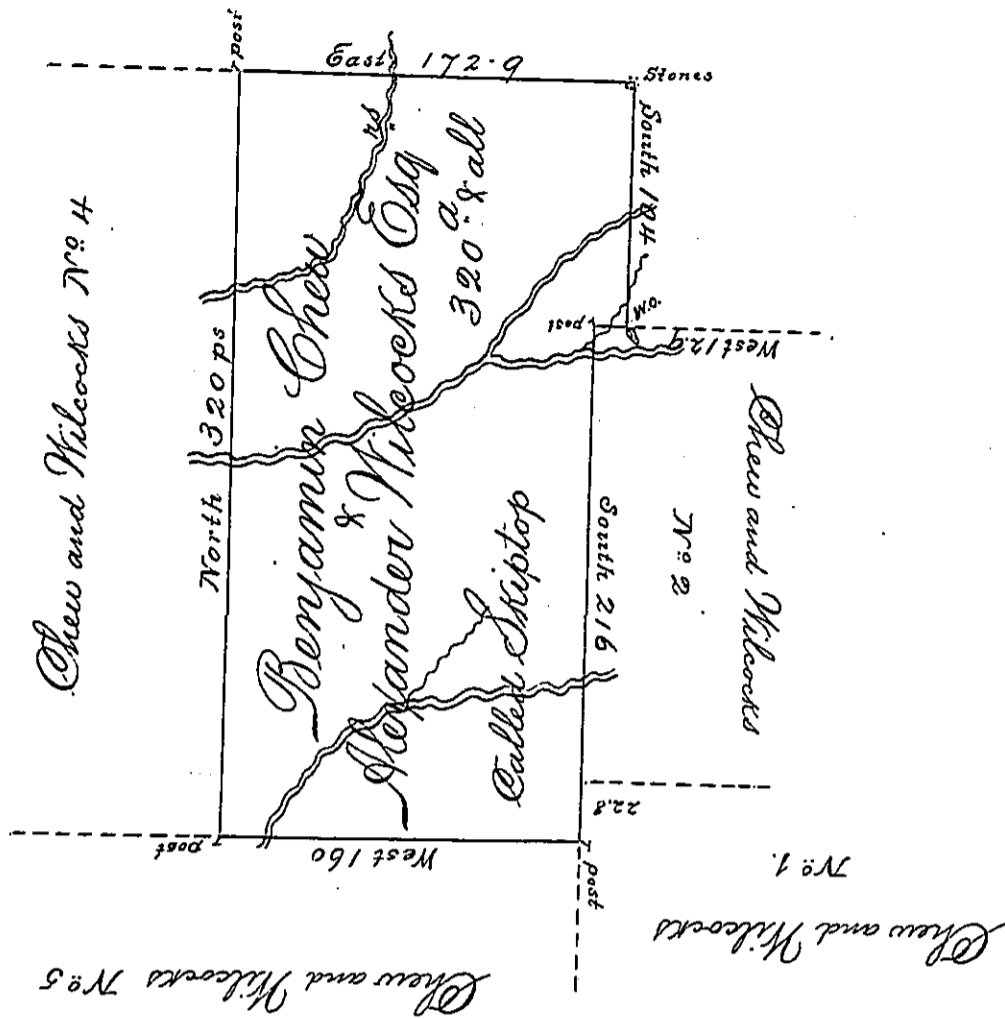 Chew and Wilcocks No. 4
North 320 ps
post
East 172.9
Stones
South 104
O.M.
post
West 12.9
South 216
22.8
post
West 160
post
Benjamin Chew
&
Alexander Wilcocks Esqrs
320a. & all
Called Skiptop
No. 2
Chew and Wilcocks
No. 1.
Chew and Wilcocks
Chew and Wilcocks No. 5